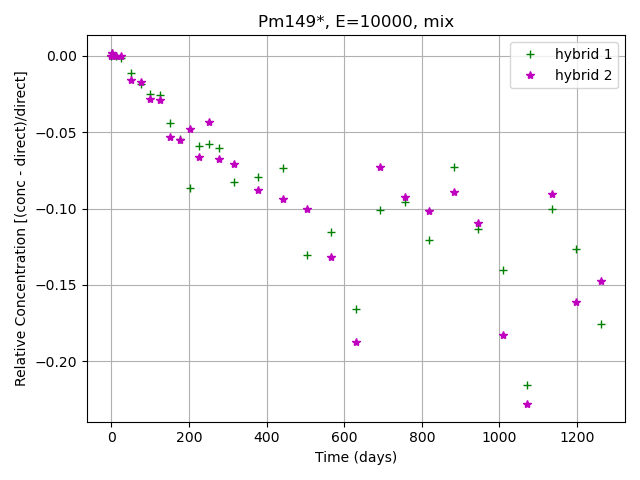 Pm149*, E=10000, mix
hybrid 1
hybrid 2
Relative Concentration [(conc - direct)/direct]
0.00
−0.05
−0.10
−0.15
−0.20
0 200 400 600 800 1000 1200
Time (days)